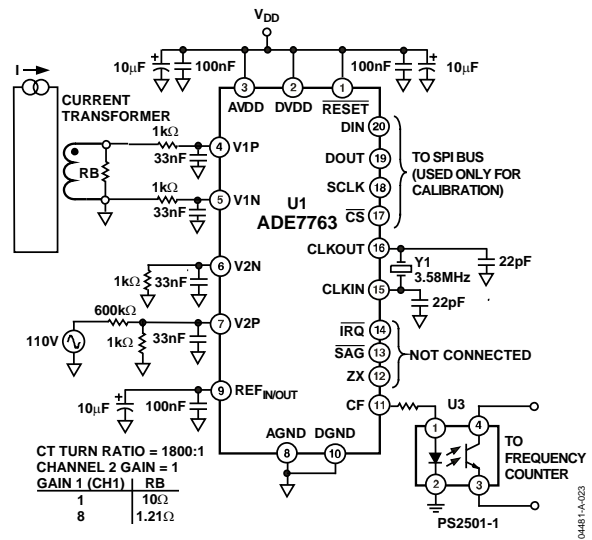 VDD
10µF
100nF
100nF
10µF
3
2
1
AVDD
DVDD
RESET
I
CURRENT
TRANSFORMER
RB
1kΩ
33nF
4
V1P
1kΩ
33nF
5
V1N
U1
ADE7763
DIN
20
DOUT
19
SCLK
18
CS
17
TO SPI BUS
(USED ONLY FOR
CALIBRATION)
CLKOUT
16
Y1
3.58MHz
22pF
CLKIN
15
22pF
1kΩ
33nF
6
V2N
600kΩ
110V
1kΩ
33nF
7
V2P
IRQ
14
SAG
13
ZX
12
NOT CONNECTED
10µF
100nF
9
REFIN/OUT
CF
11
U3
1
4
2
3
PS2501-1
TO
FREQUENCY
COUNTER
AGND
DGND
8
10
CT TURN RATIO = 1800:1
CHANNEL 2 GAIN = 1
GAIN 1 (CH1) RB
1 10Ω
8 1.21Ω
04481-A-023